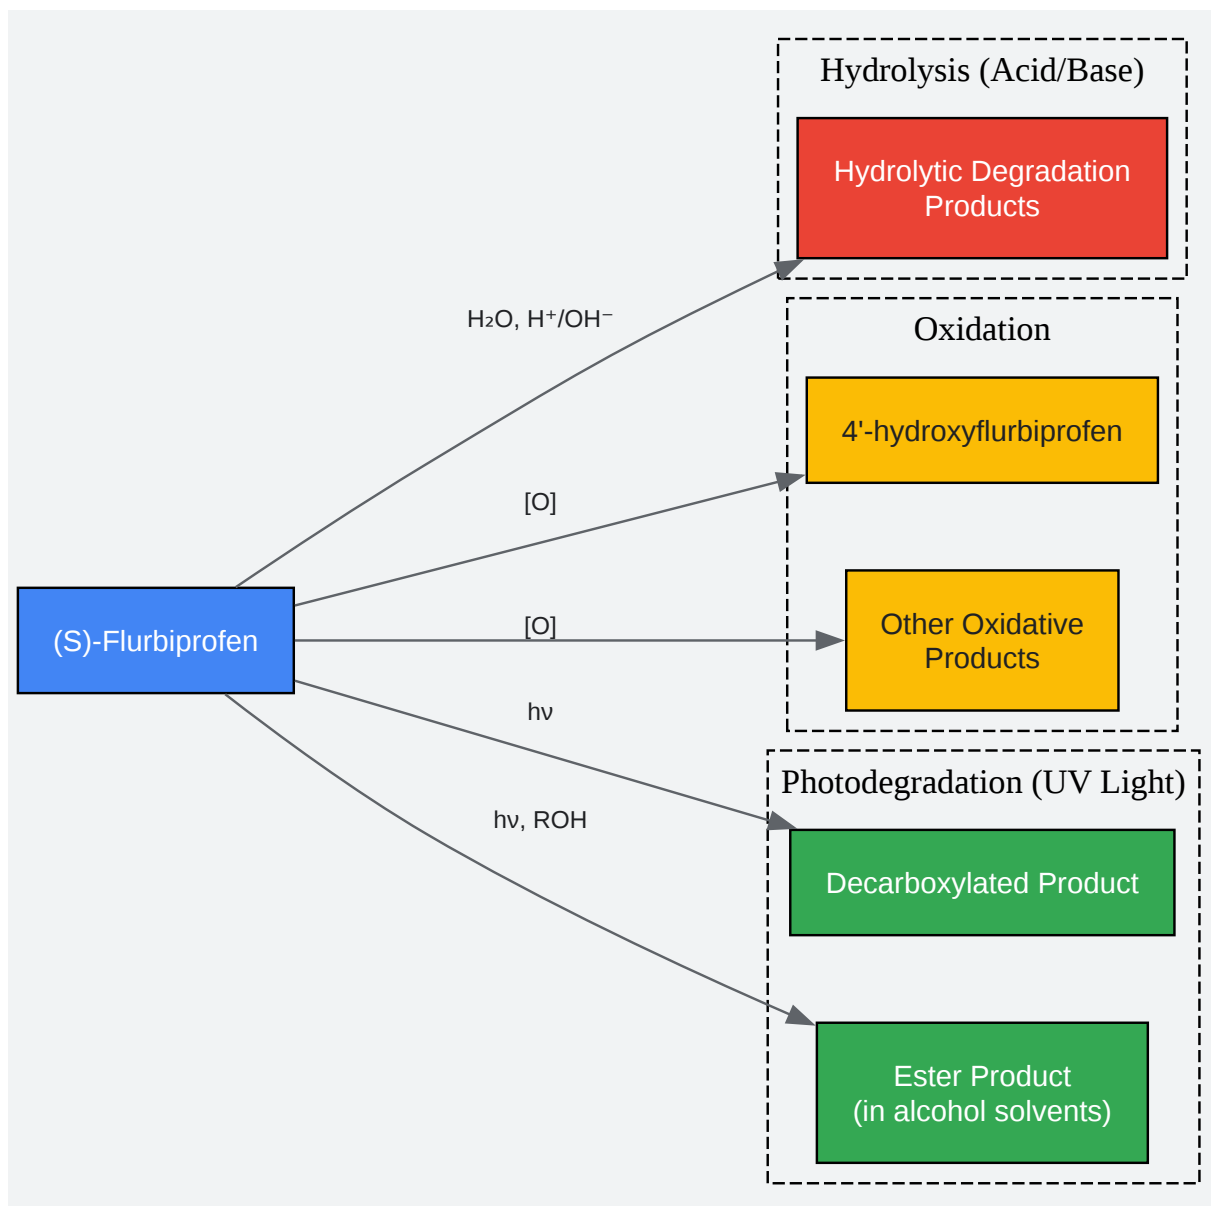 Hydrolysis (Acid/Base)
Hydrolytic Degradation
Products
H₂O, H⁺/OH⁻
Oxidation
4'-hydroxyflurbiprofen
[O]
(S)-Flurbiprofen
[O]
Other Oxidative
Products
hν
Photodegradation (UV Light)
hν, ROH
Decarboxylated Product
Ester Product
(in alcohol solvents)